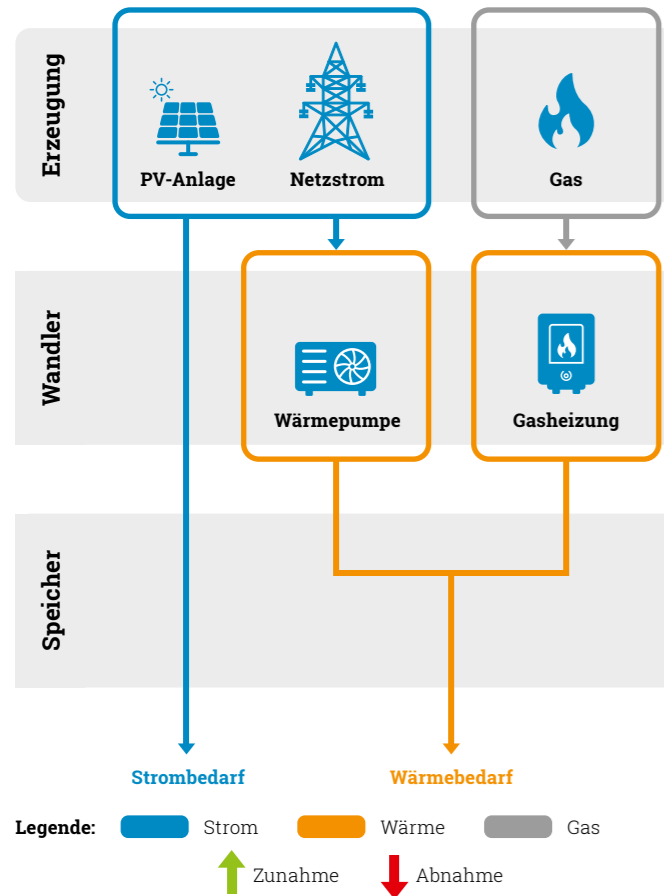 Erzeugung
PV-Anlage
Netzstrom
Gas
Wandler
Wärmepumpe
Gasheizung
Speicher
Strombedarf
Wärmebedarf
Legende: Strom Wärme Gas
Zunahme Abnahme